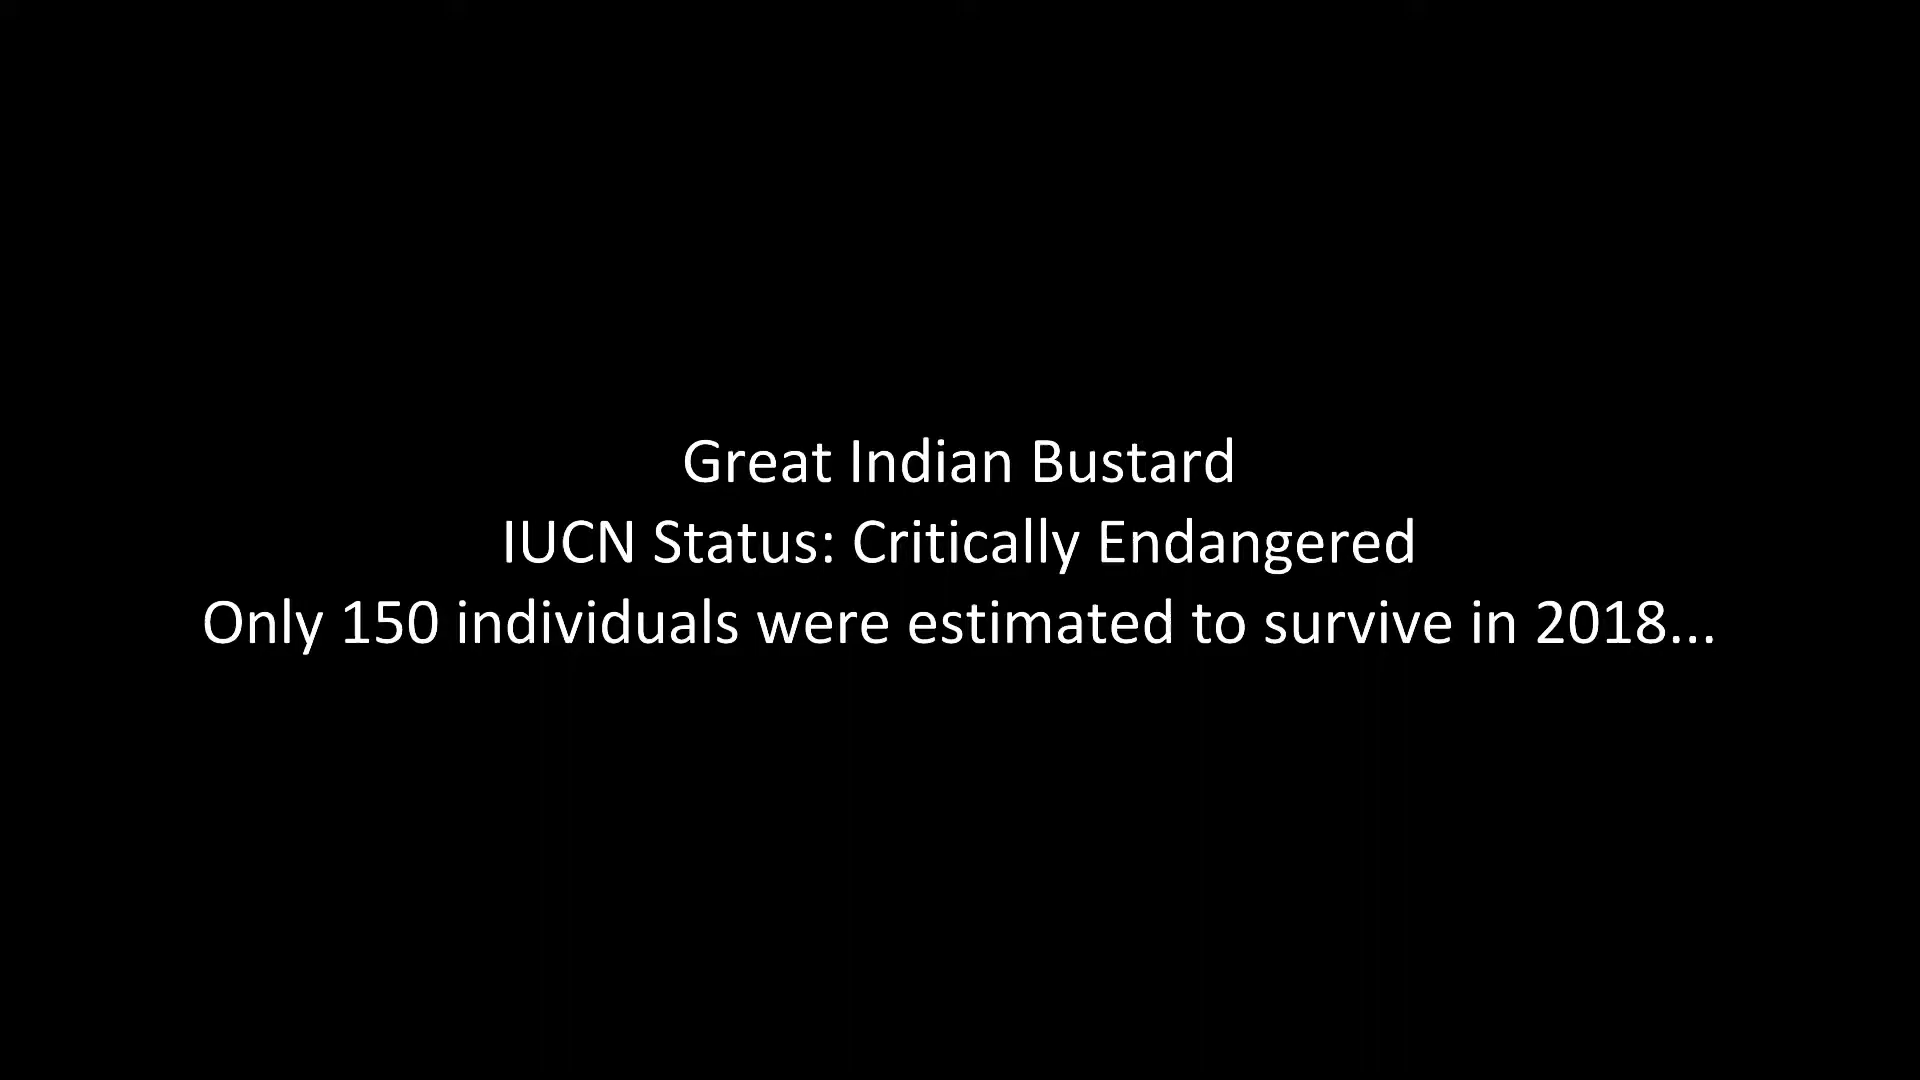 Great Indian Bustard
IUCN Status: Critically Endangered
Only 150 individuals were estimated to survive in 2018...